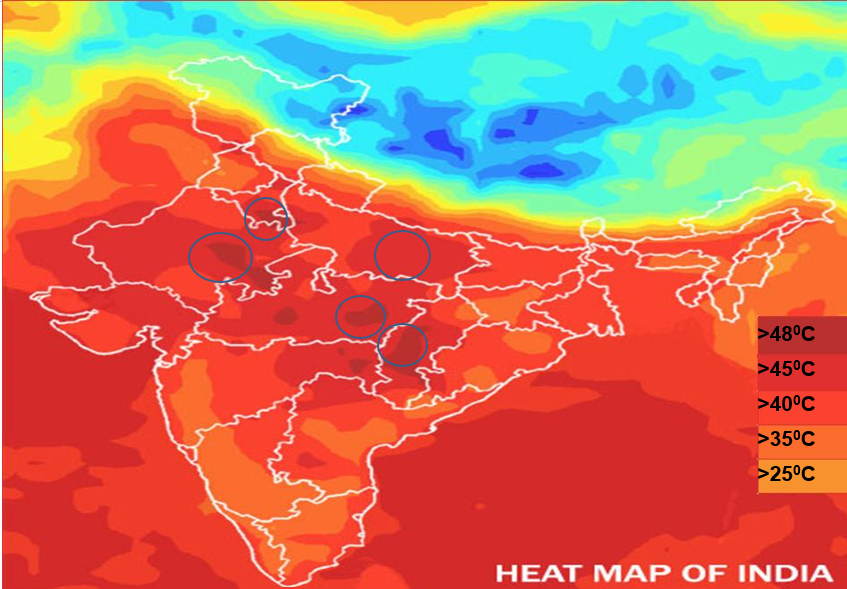 >48⁰C
>45⁰C
>40⁰C
>35⁰C
>25⁰C
HEAT MAP OF INDIA